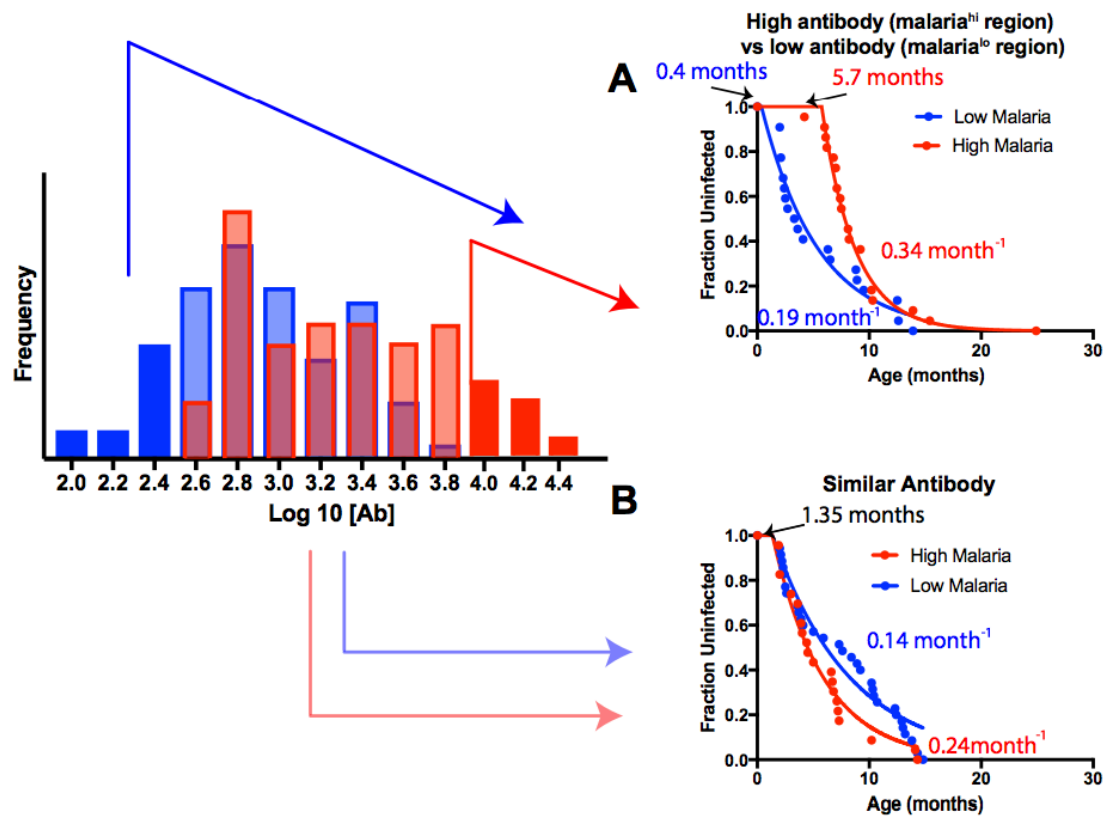 High antibody (malariaʰⁱ region)
vs low antibody (malariaˡᵒ region)
A
0.4 months
5.7 months
1.0
0.8
0.6
0.4
0.2
0.0
Fraction Uninfected
Low Malaria
High Malaria
0.34 month⁻¹
0.19 month⁻¹
0 10 20 30
Age (months)
Frequency
2.0 2.2 2.4 2.6 2.8 3.0 3.2 3.4 3.6 3.8 4.0 4.2 4.4
Log 10 [Ab]
B
Similar Antibody
1.35 months
1.0
0.8
0.6
0.4
0.2
0.0
Fraction Uninfected
High Malaria
Low Malaria
0.14 month⁻¹
0.24month⁻¹
0 10 20 30
Age (months)